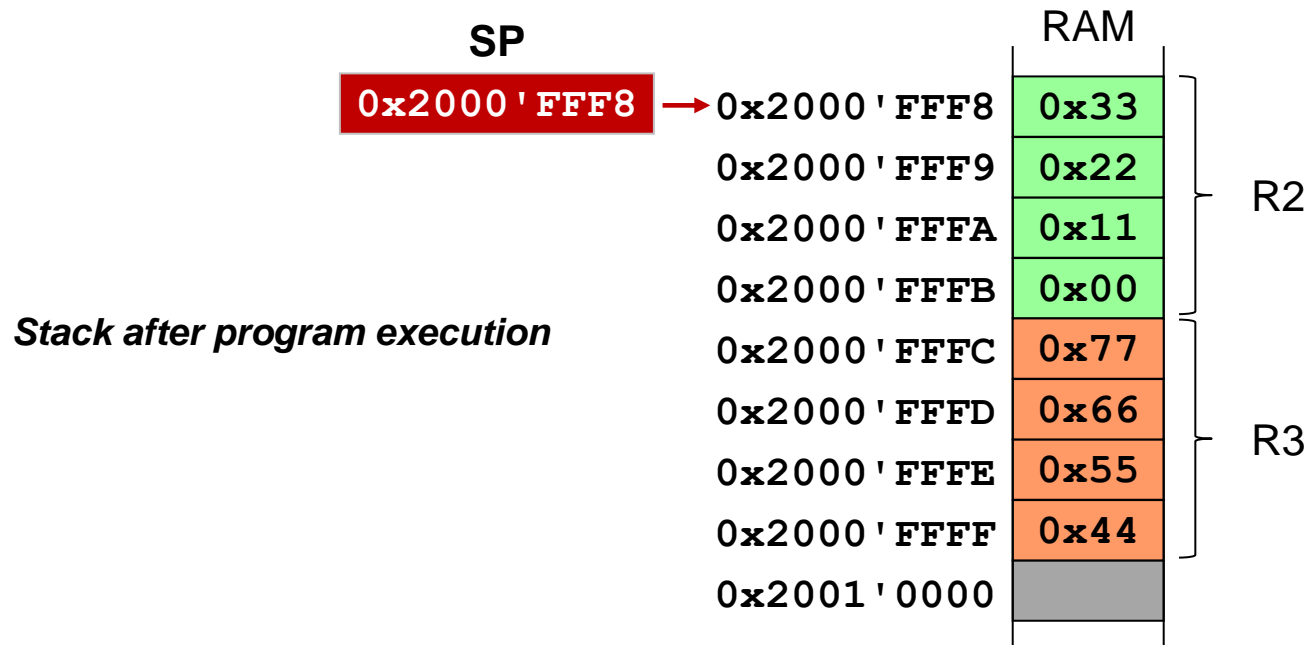 SP
RAM
0x2000'FFF8
0x2000'FFF8 0x33
0x2000'FFF9 0x22
R2
0x2000'FFFA 0x11
0x2000'FFFB 0x00
Stack after program execution
0x2000'FFFC 0x77
0x2000'FFFD 0x66
R3
0x2000'FFFE 0x55
0x2000'FFFF 0x44
0x2001'0000